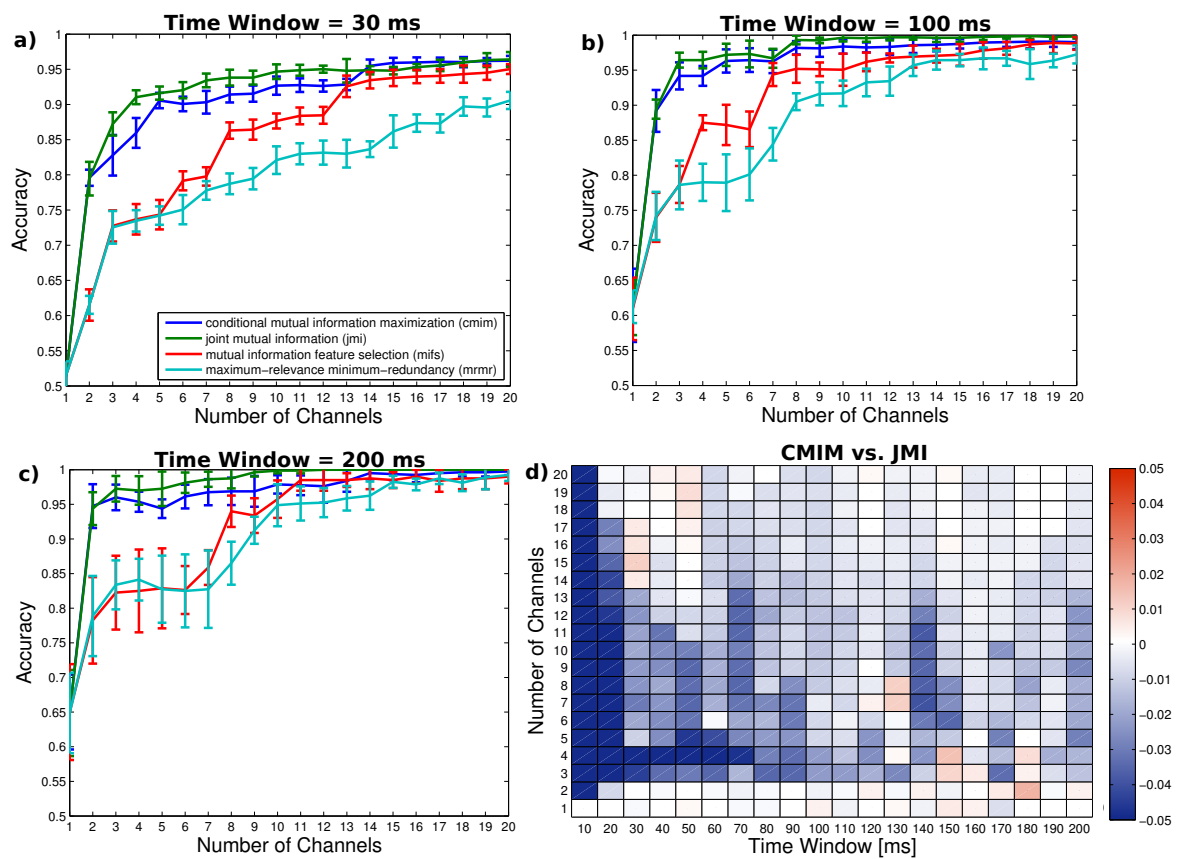 a)
Time Window = 30 ms
1
0.95
0.9
0.85
0.8
0.75
0.7
0.65
0.6
0.55
0.5
Accuracy
conditional mutual information maximization (cmim)
joint mutual information (jmi)
mutual information feature selection (mifs)
maximum−relevance minimum−redundancy (mrmr)
1 2 3 4 5 6 7 8 9 10 11 12 13 14 15 16 17 18 19 20
Number of Channels
b)
Time Window = 100 ms
1
0.95
0.9
0.85
0.8
0.75
0.7
0.65
0.6
0.55
0.5
Accuracy
1 2 3 4 5 6 7 8 9 10 11 12 13 14 15 16 17 18 19 20
Number of Channels
c)
Time Window = 200 ms
1
0.95
0.9
0.85
0.8
0.75
0.7
0.65
0.6
0.55
0.5
Accuracy
1 2 3 4 5 6 7 8 9 10 11 12 13 14 15 16 17 18 19 20
Number of Channels
d)
CMIM vs. JMI
20
19
18
17
16
15
14
13
12
11
10
9
8
7
6
5
4
3
2
1
Number of Channels
10 20 30 40 50 60 70 80 90 100 110 120 130 140 150 160 170 180 190 200
Time Window [ms]
0.05
0.04
0.03
0.02
0.01
0
−0.01
−0.02
−0.03
−0.04
−0.05